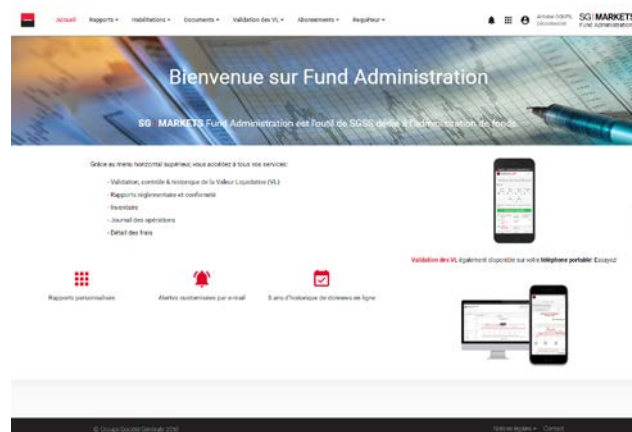 Accueil Rapports Habilitations Documents Validation des VL Abonnements Requêteur
Déconnexion
SG|MARKETS
Fund Administration
Bienvenue sur Fund Administration
SG MARKETS Fund Administration est l'outil de SGSS dédié à l'administration de fonds.
Grâce au menu horizontal supérieur, vous accédez à tous vos services:
- Validation, contrôle & historique de la Valeur Liquidative (VL)
- Rapports réglementaire et conformité
- Inventaire
- Journal des opérations
- Détail des frais
Validation des VL également disponible sur votre téléphone portable! Essayez!
Rapports personnalisés
Alertes customisées par e-mail
5 ans d'historique de données en ligne
© Groupe Société Générale
Notices légales Contact